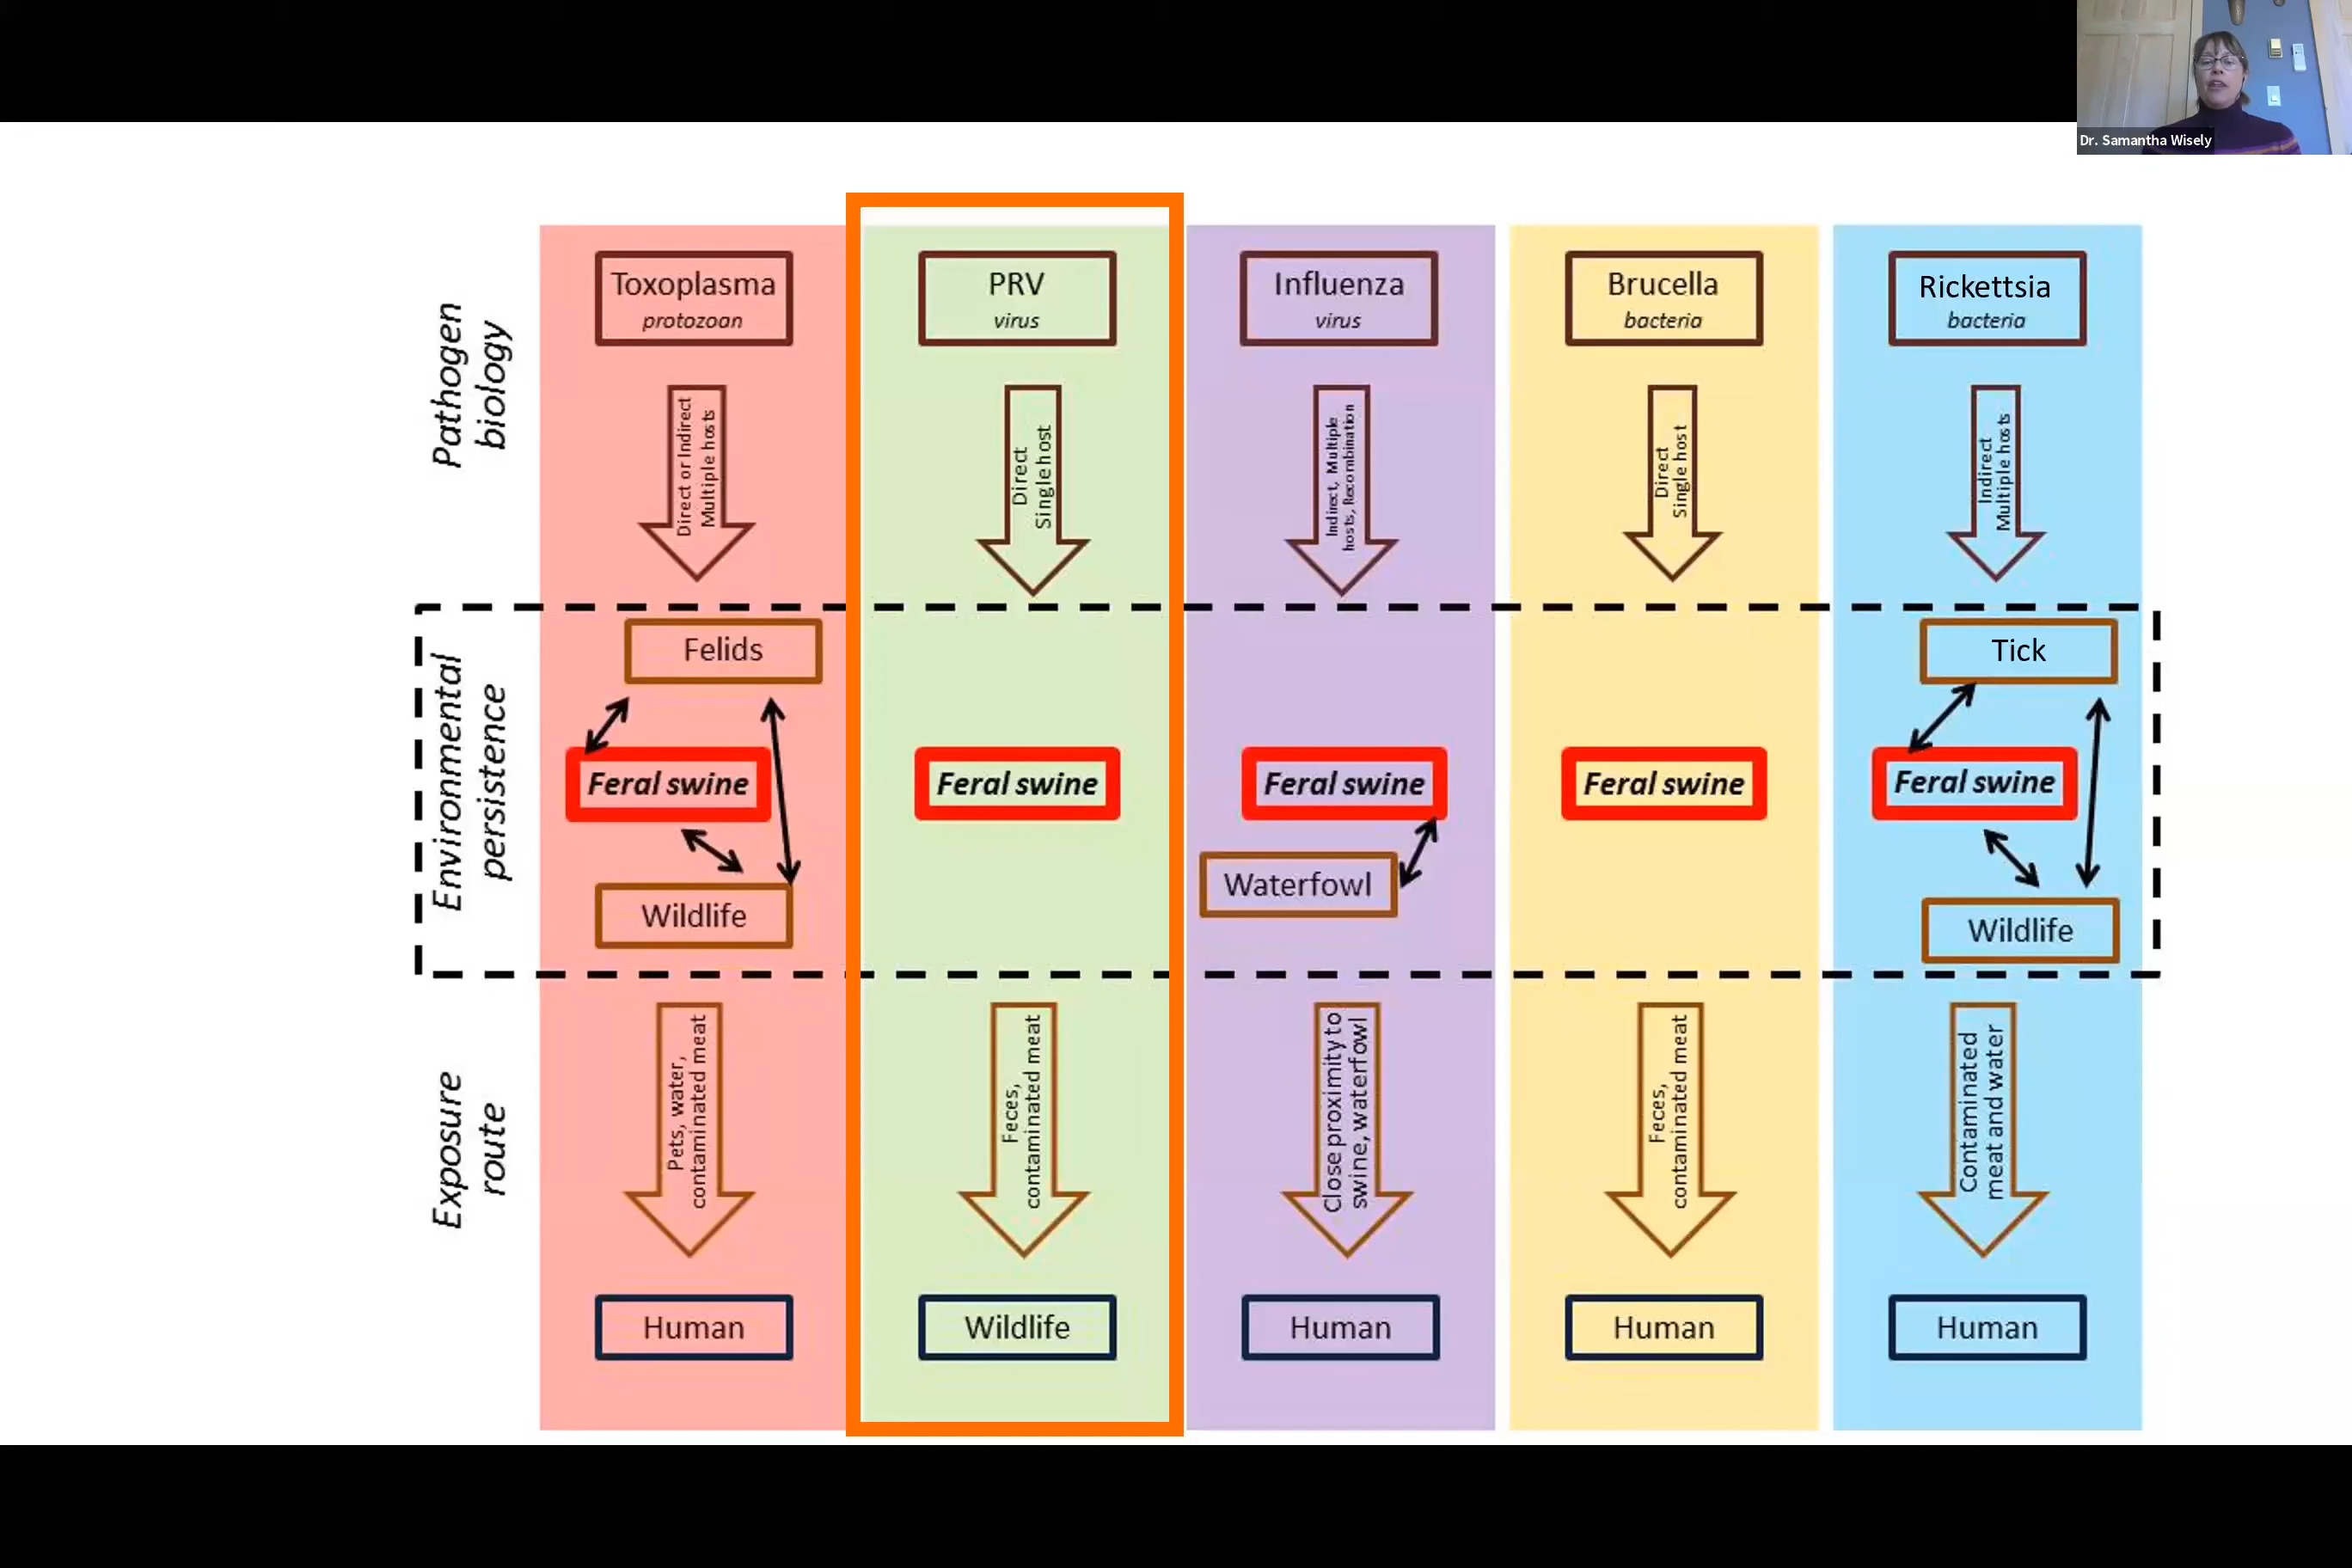 Dr. Samantha Wisely
Pathogen
biology
Toxoplasma
protozoan
PRV
virus
Influenza
virus
Brucella
bacteria
Rickettsia
bacteria
Direct or Indirect
Multiple hosts
Direct
Single host
Indirect, Multiple
hosts, Recombination
Direct
Single host
Indirect
Multiple hosts
Environmental
persistence
Felids
Feral swine
Wildlife
Feral swine
Feral swine
Waterfowl
Feral swine
Tick
Feral swine
Wildlife
Exposure
route
Pets, water,
contaminated meat
Feces,
contaminated meat
Close proximity to
swine, waterfowl
Feces,
contaminated meat
Contaminated
meat and water
Human
Wildlife
Human
Human
Human